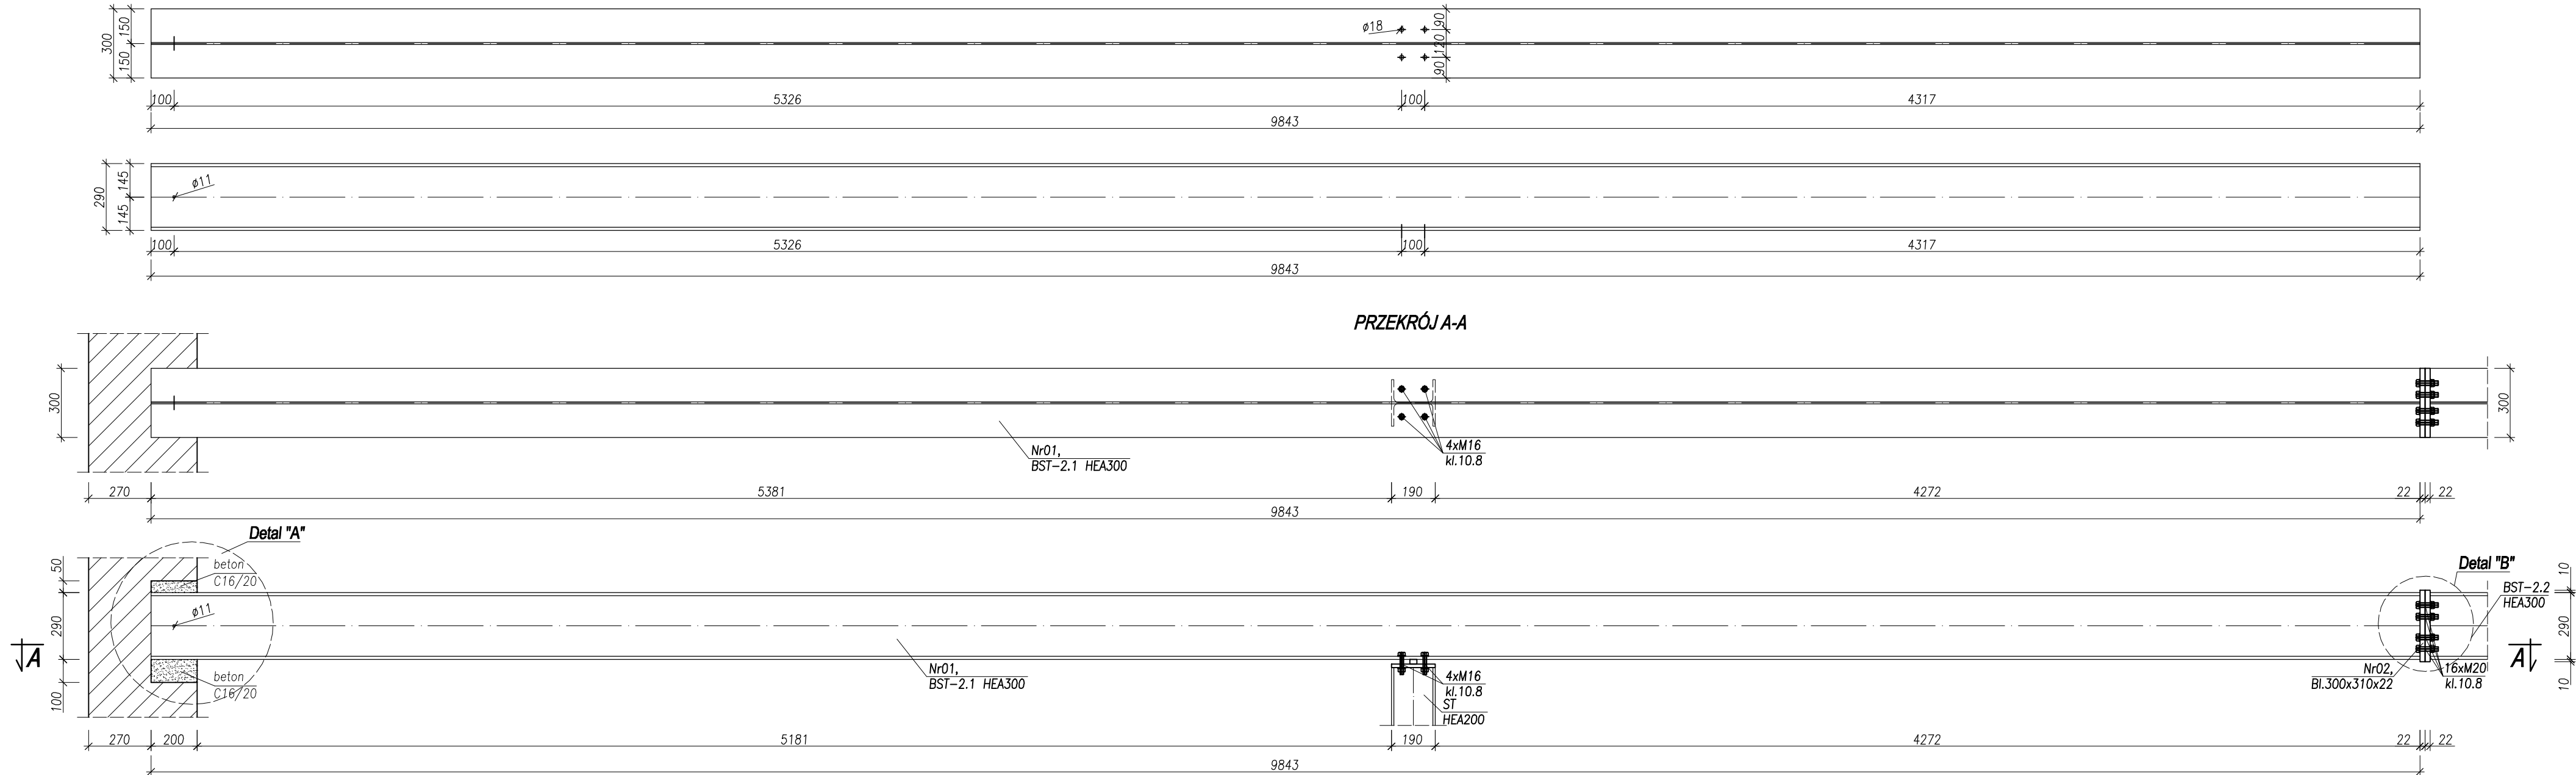 150
300
150
ø18
90
120
90
100
5326
100
4317
9843
145
290
145
ø11
100
5326
100
4317
9843
PRZEKRÓJ A-A
300
300
Nr01,
BST-2.1 HEA300
4xM16
kl.10.8
270
5381
190
4272
22
22
9843
Detal "A"
beton
C16/20
50
290
100
ø11
A
beton
C16/20
Nr01,
BST-2.1 HEA300
4xM16
kl.10.8
ST
HEA200
Detal "B"
BST-2.2
HEA300
10
290
10
Nr02,
Bl.300x310x22
16xM20
kl.10.8
A
270
200
5181
190
4272
22
22
9843